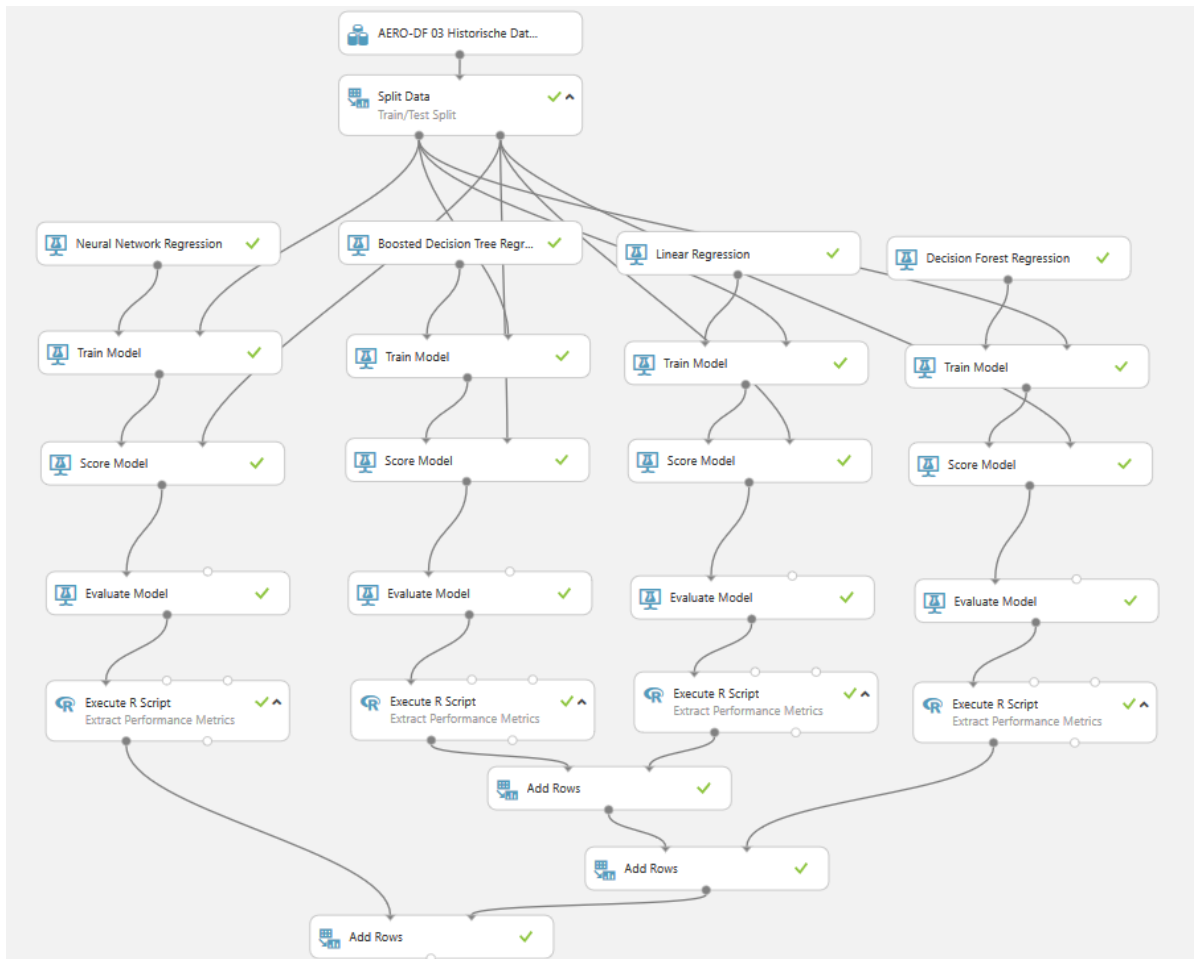 AERO-DF 03 Historische Dat...
Split Data
Train/Test Split
Neural Network Regression
Boosted Decision Tree Regr...
Linear Regression
Decision Forest Regression
Train Model
Train Model
Train Model
Train Model
Score Model
Score Model
Score Model
Score Model
Evaluate Model
Evaluate Model
Evaluate Model
Evaluate Model
Execute R Script
Extract Performance Metrics
Execute R Script
Extract Performance Metrics
Execute R Script
Extract Performance Metrics
Execute R Script
Extract Performance Metrics
Add Rows
Add Rows
Add Rows